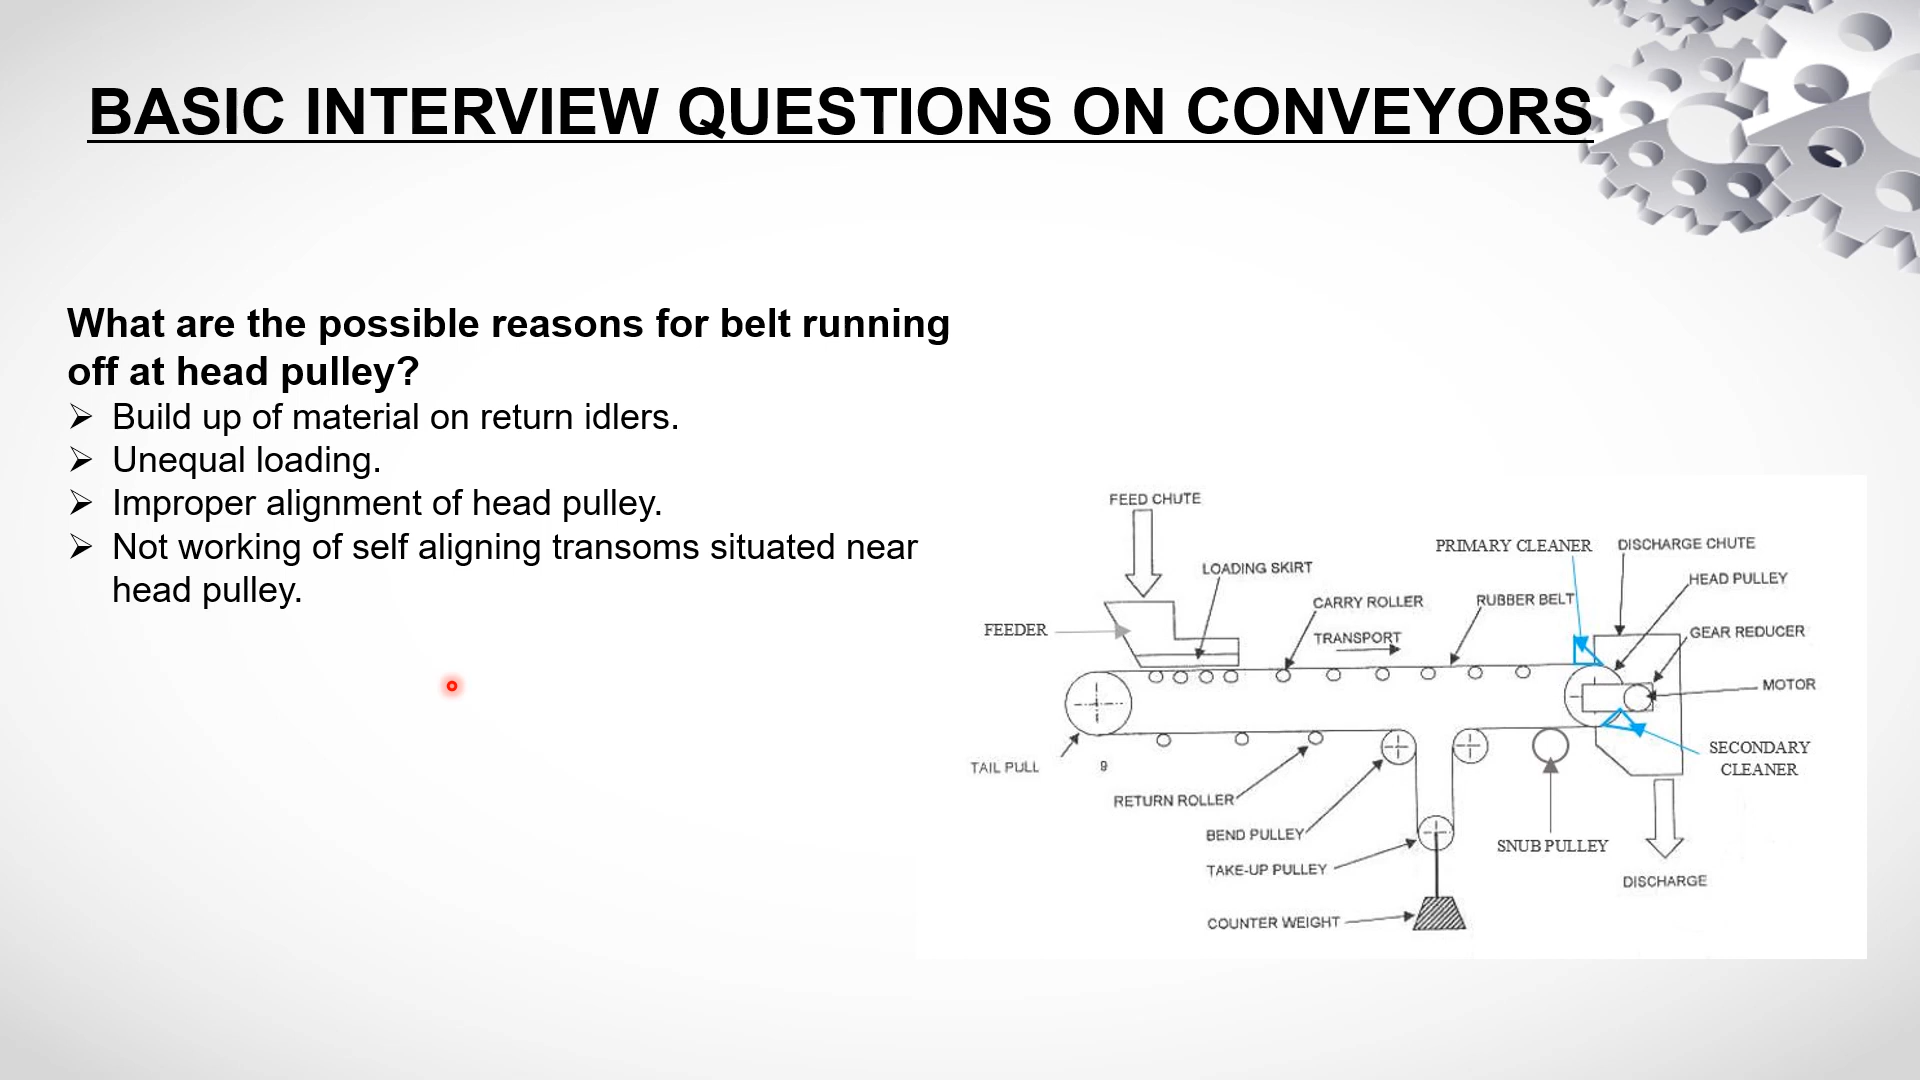 BASIC INTERVIEW QUESTIONS ON CONVEYORS
What are the possible reasons for belt running
off at head pulley?
➢ Build up of material on return idlers.
➢ Unequal loading.
➢ Improper alignment of head pulley.
➢ Not working of self aligning transoms situated near
head pulley.
FEED CHUTE
PRIMARY CLEANER
DISCHARGE CHUTE
LOADING SKIRT
HEAD PULLEY
CARRY ROLLER
RUBBER BELT
FEEDER
TRANSPORT
GEAR REDUCER
MOTOR
TAIL PULL
9
SECONDARY
CLEANER
RETURN ROLLER
BEND PULLEY
SNUB PULLEY
TAKE-UP PULLEY
DISCHARGE
COUNTER WEIGHT